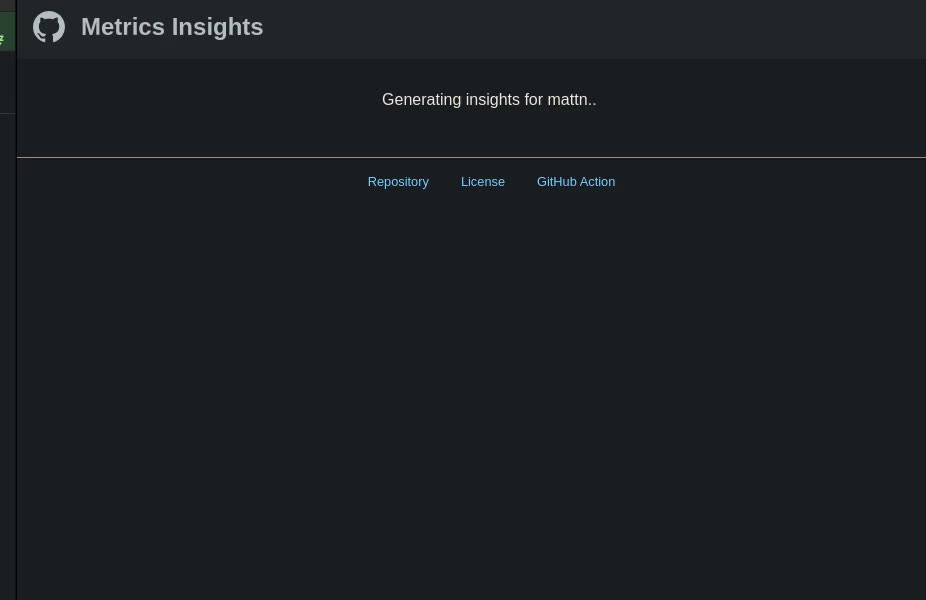 Metrics Insights
Generating insights for mattn..
Repository License GitHub Action